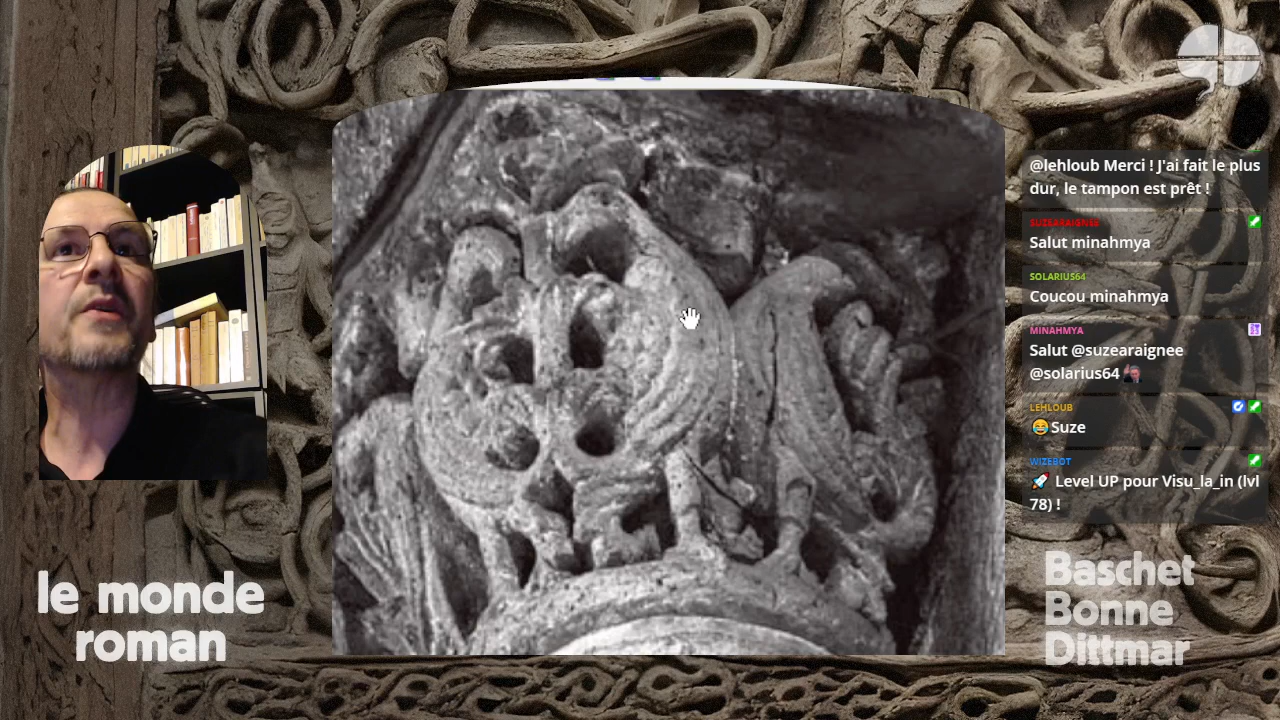 @lehloub Merci ! J'ai fait le plus
dur, le tampon est prêt !
SUZEARAIGNEE
Salut minahmya
SOLARIUS64
Coucou minahmya
MINAHMYA
Salut @suzearaignee
@solarius64
LEHLOUB
😂Suze
WIZEBOT
🚀 Level UP pour Visu_la_in (lvl
78) !
le monde
roman
Baschet
Bonne
Dittmar